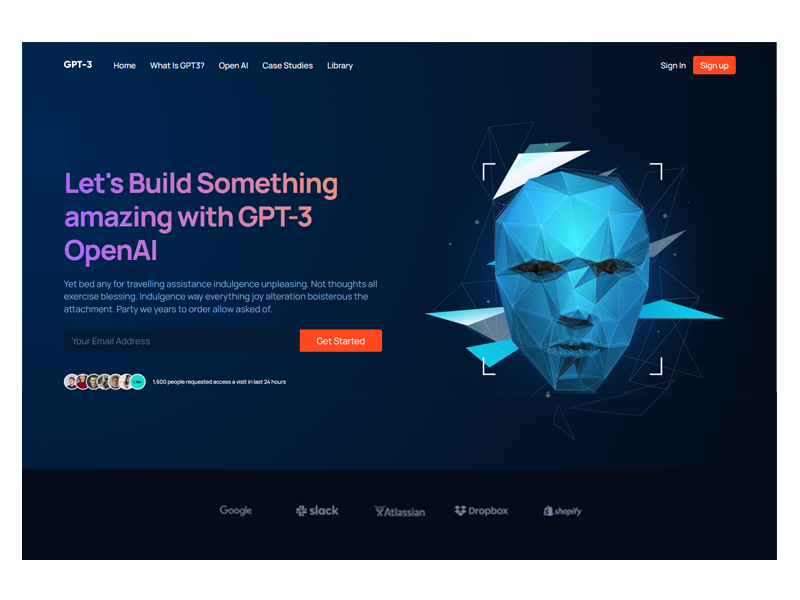 GPT-3 Home What Is GPT3? Open AI Case Studies Library Sign In Sign up
Let's Build Something
amazing with GPT-3
OpenAI
Yet bed any for travelling assistance indulgence unpleasing. Not thoughts all
exercise blessing. Indulgence way everything joy alteration boisterous the
attachment. Party we years to order allow asked of.
Your Email Address Get Started
1,600 people requested access a visit in last 24 hours
Google slack Atlassian Dropbox shopify